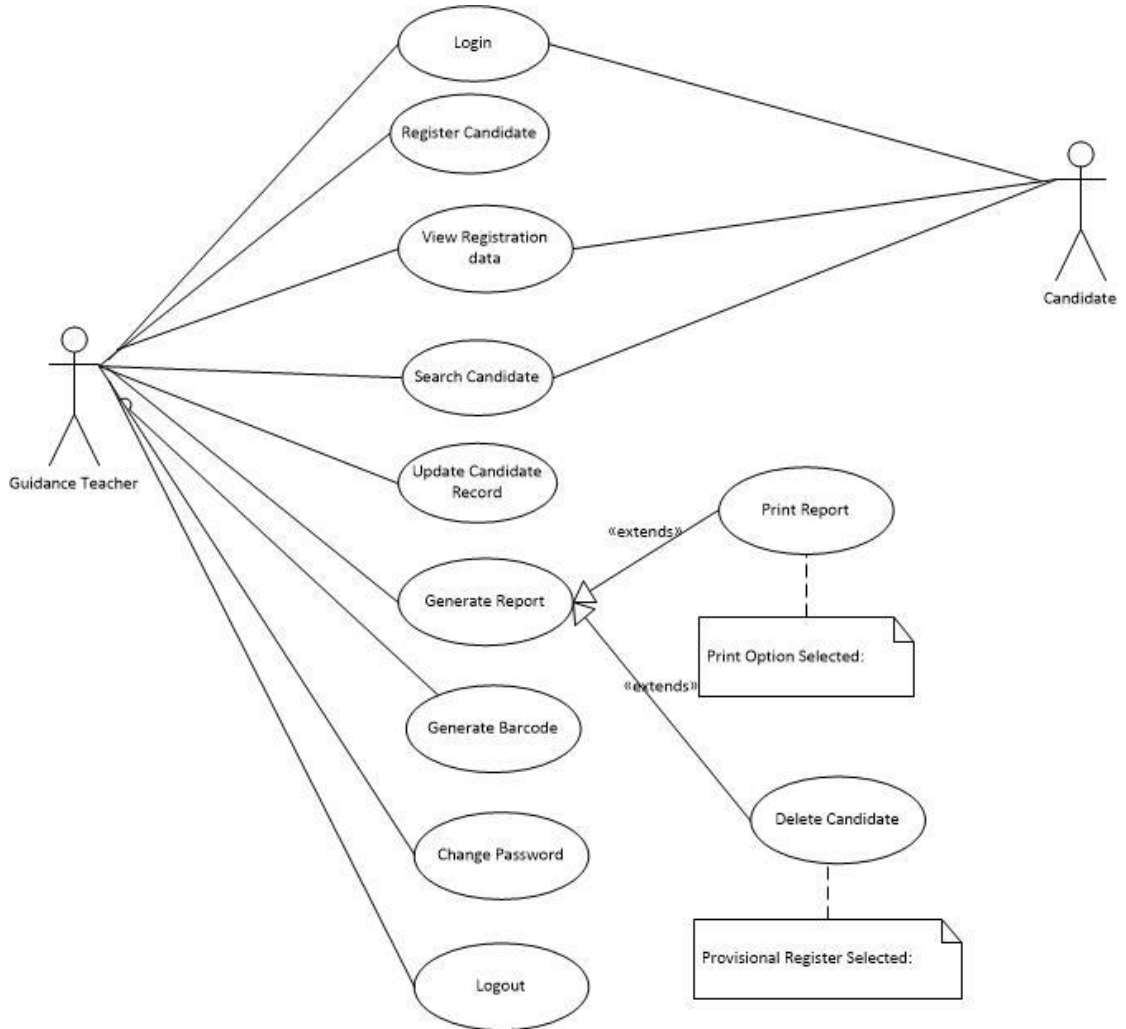 Login
Register Candidate
View Registration
data
Candidate
Search Candidate
Guidance Teacher
Update Candidate
Record
Print Report
«extends»
Generate Report
Print Option Selected:
«extends»
Generate Barcode
Delete Candidate
Change Password
Provisional Register Selected:
Logout